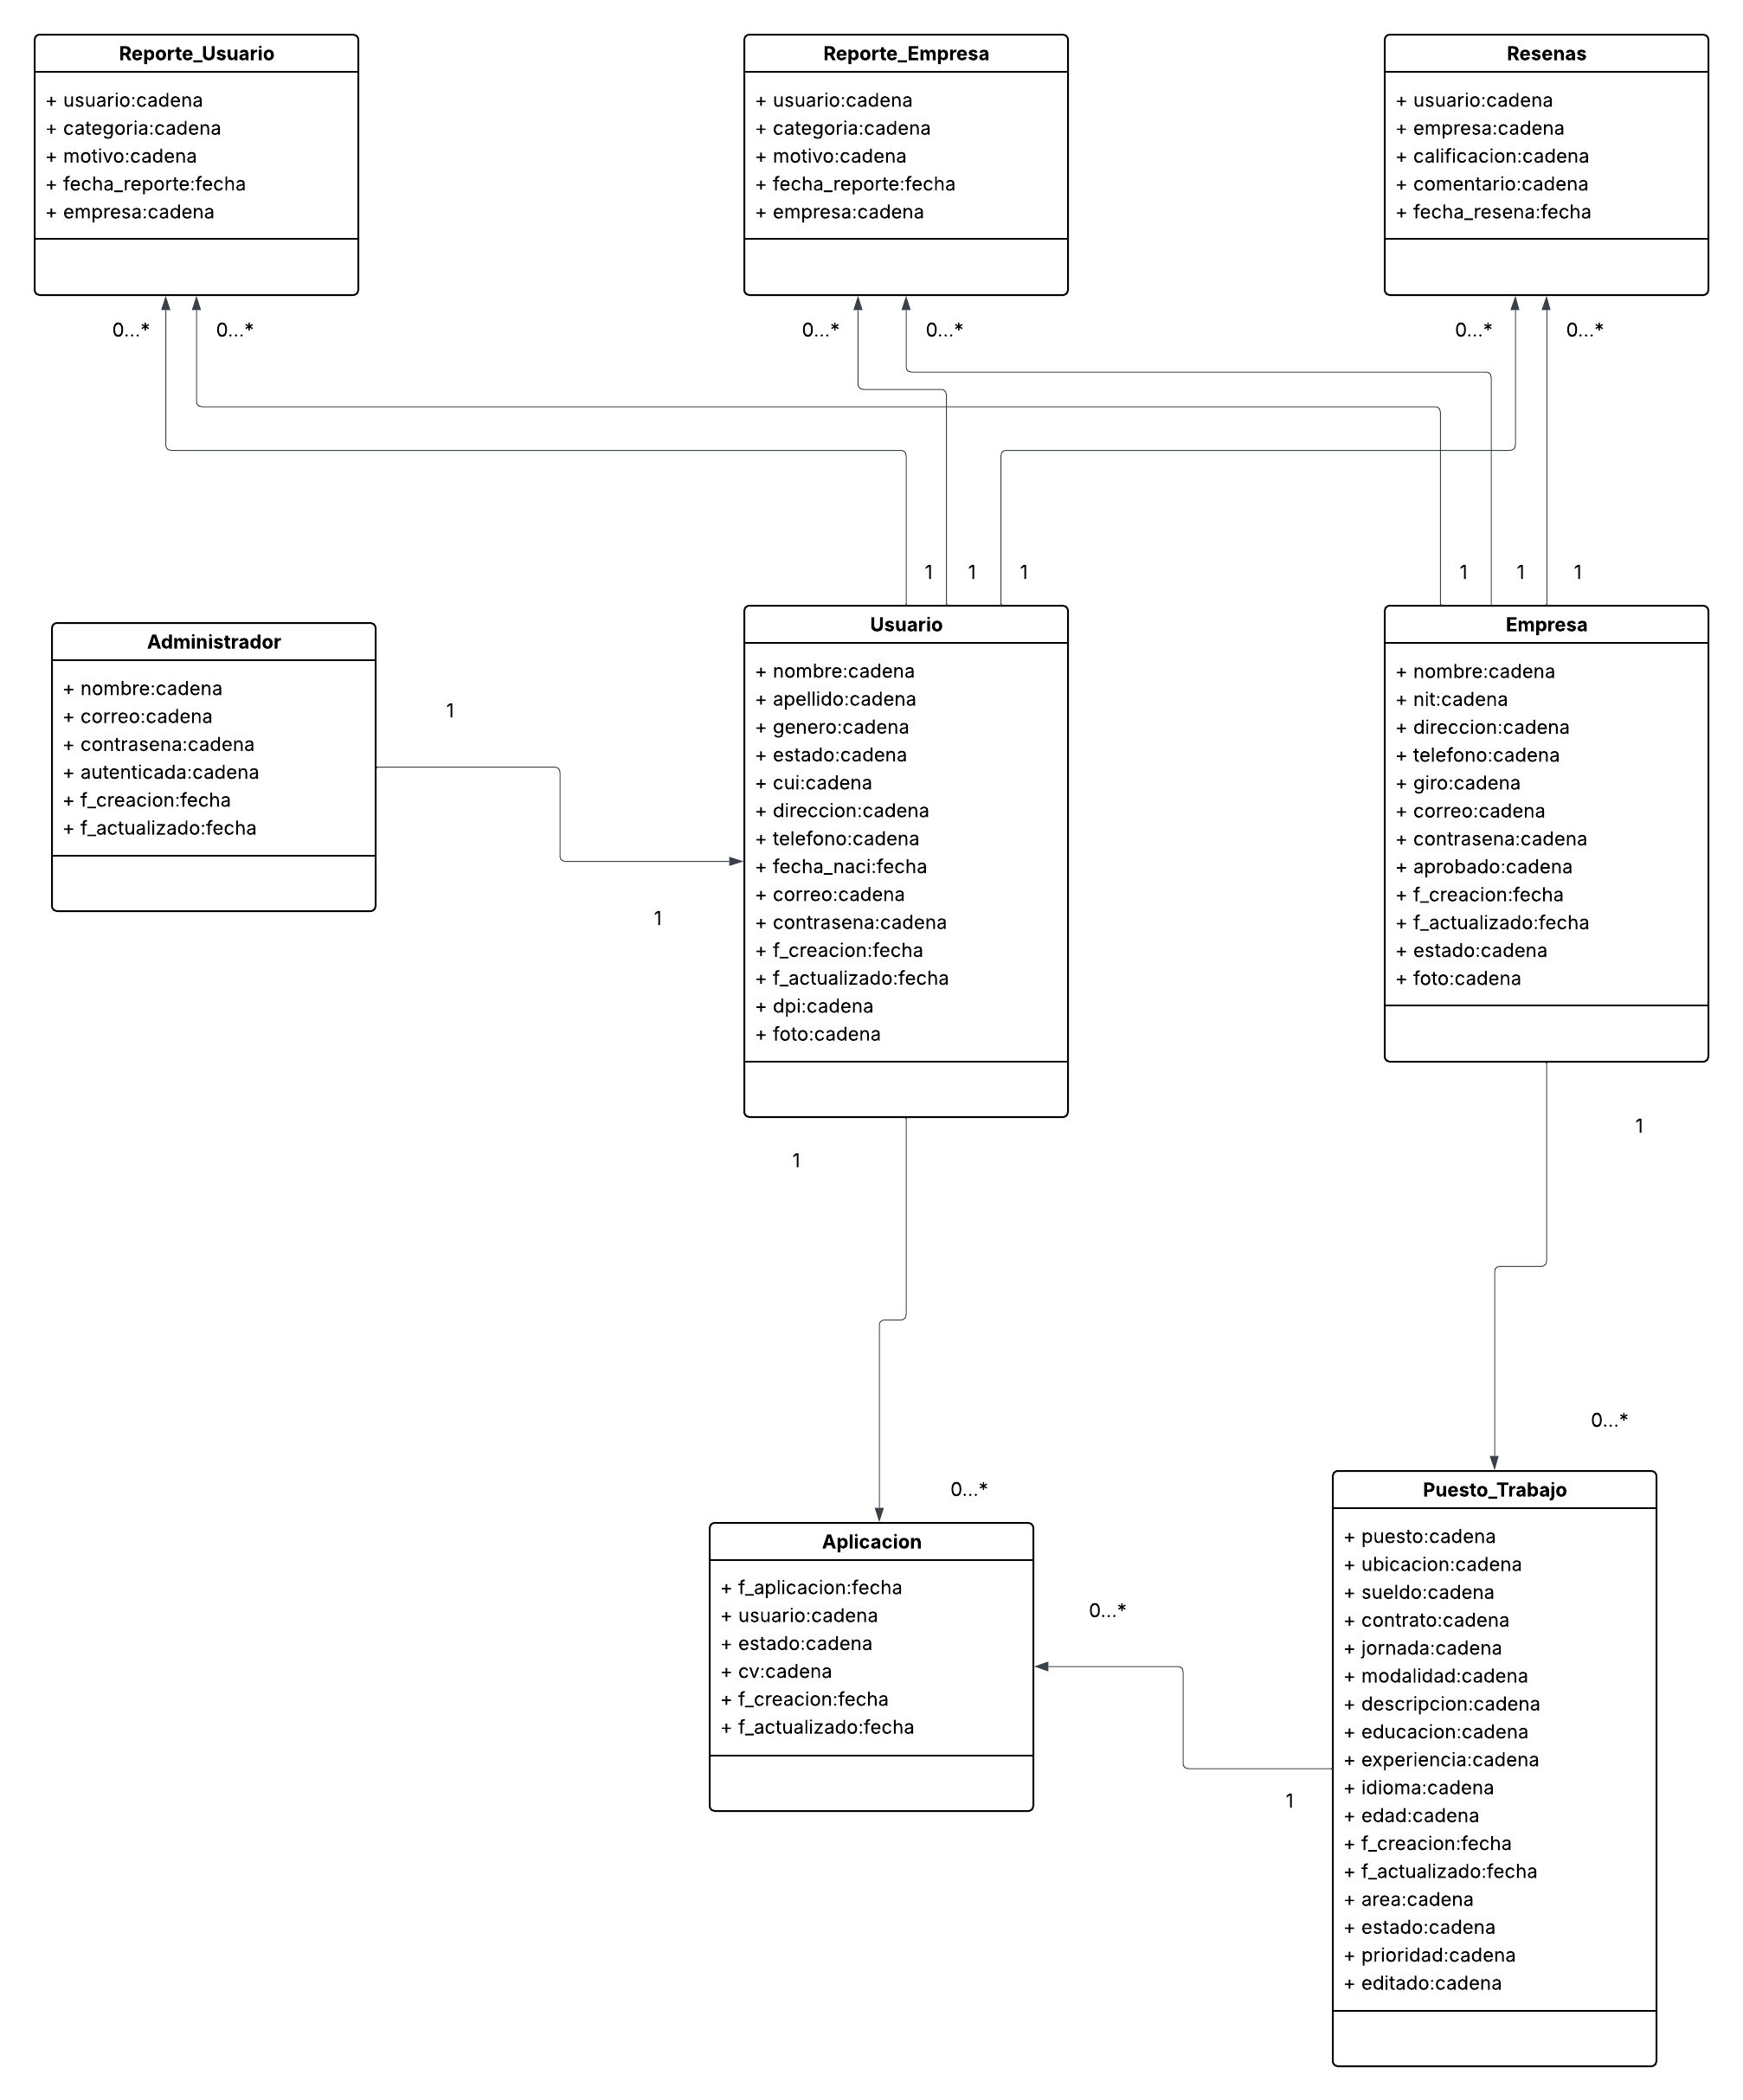 Reporte_Usuario
+ usuario:cadena
+ categoria:cadena
+ motivo:cadena
+ fecha_reporte:fecha
+ empresa:cadena
Reporte_Empresa
+ usuario:cadena
+ categoria:cadena
+ motivo:cadena
+ fecha_reporte:fecha
+ empresa:cadena
Resenas
+ usuario:cadena
+ empresa:cadena
+ calificacion:cadena
+ comentario:cadena
+ fecha_resena:fecha
0...*
0...*
0...*
0...*
0...*
0...*
1
1
1
1
1
1
Administrador
+ nombre:cadena
+ correo:cadena
+ contrasena:cadena
+ autenticada:cadena
+ f_creacion:fecha
+ f_actualizado:fecha
1
1
Usuario
+ nombre:cadena
+ apellido:cadena
+ genero:cadena
+ estado:cadena
+ cui:cadena
+ direccion:cadena
+ telefono:cadena
+ fecha_naci:fecha
+ correo:cadena
+ contrasena:cadena
+ f_creacion:fecha
+ f_actualizado:fecha
+ dpi:cadena
+ foto:cadena
Empresa
+ nombre:cadena
+ nit:cadena
+ direccion:cadena
+ telefono:cadena
+ giro:cadena
+ correo:cadena
+ contrasena:cadena
+ aprobado:cadena
+ f_creacion:fecha
+ f_actualizado:fecha
+ estado:cadena
+ foto:cadena
1
1
0...*
0...*
Aplicacion
+ f_aplicacion:fecha
+ usuario:cadena
+ estado:cadena
+ cv:cadena
+ f_creacion:fecha
+ f_actualizado:fecha
0...*
1
Puesto_Trabajo
+ puesto:cadena
+ ubicacion:cadena
+ sueldo:cadena
+ contrato:cadena
+ jornada:cadena
+ modalidad:cadena
+ descripcion:cadena
+ educacion:cadena
+ experiencia:cadena
+ idioma:cadena
+ edad:cadena
+ f_creacion:fecha
+ f_actualizado:fecha
+ area:cadena
+ estado:cadena
+ prioridad:cadena
+ editado:cadena